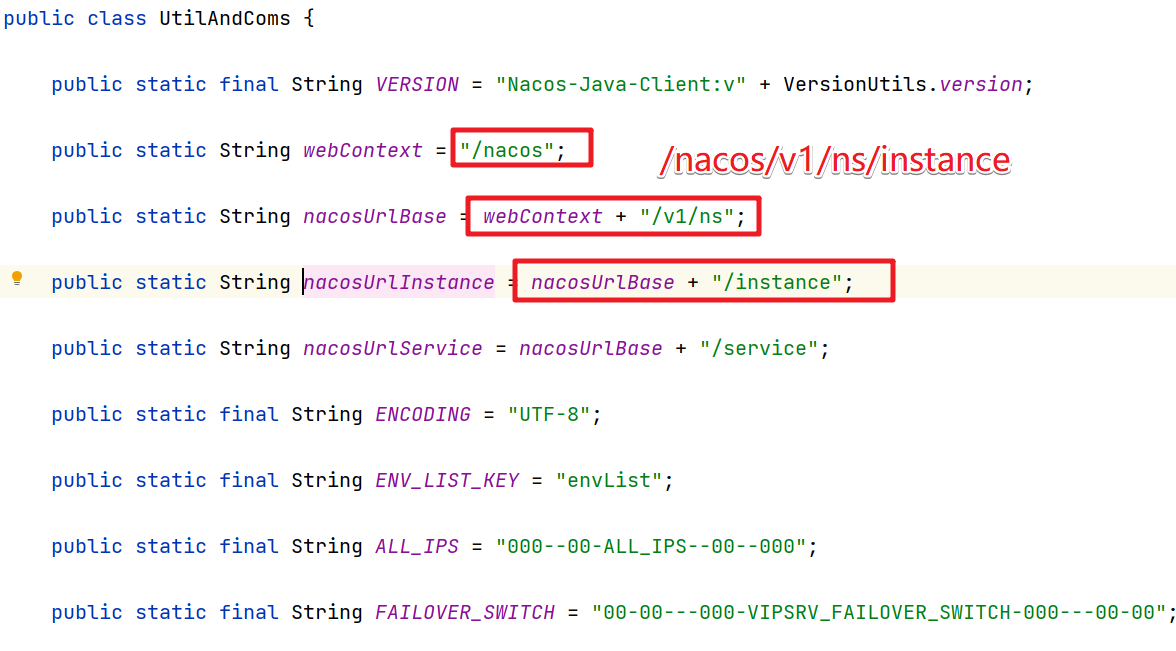 public class UtilAndComs {
public static final String VERSION = "Nacos-Java-Client:v" + VersionUtils.version;
public static String webContext = "/nacos";
/nacos/v1/ns/instance
public static String nacosUrlBase = webContext + "/v1/ns";
public static String nacosUrlInstance = nacosUrlBase + "/instance";
public static String nacosUrlService = nacosUrlBase + "/service";
public static final String ENCODING = "UTF-8";
public static final String ENV_LIST_KEY = "envList";
public static final String ALL_IPS = "000--00-ALL_IPS--00--000";
public static final String FAILOVER_SWITCH = "00-00---000-VIPSRV_FAILOVER_SWITCH-000---00-00";